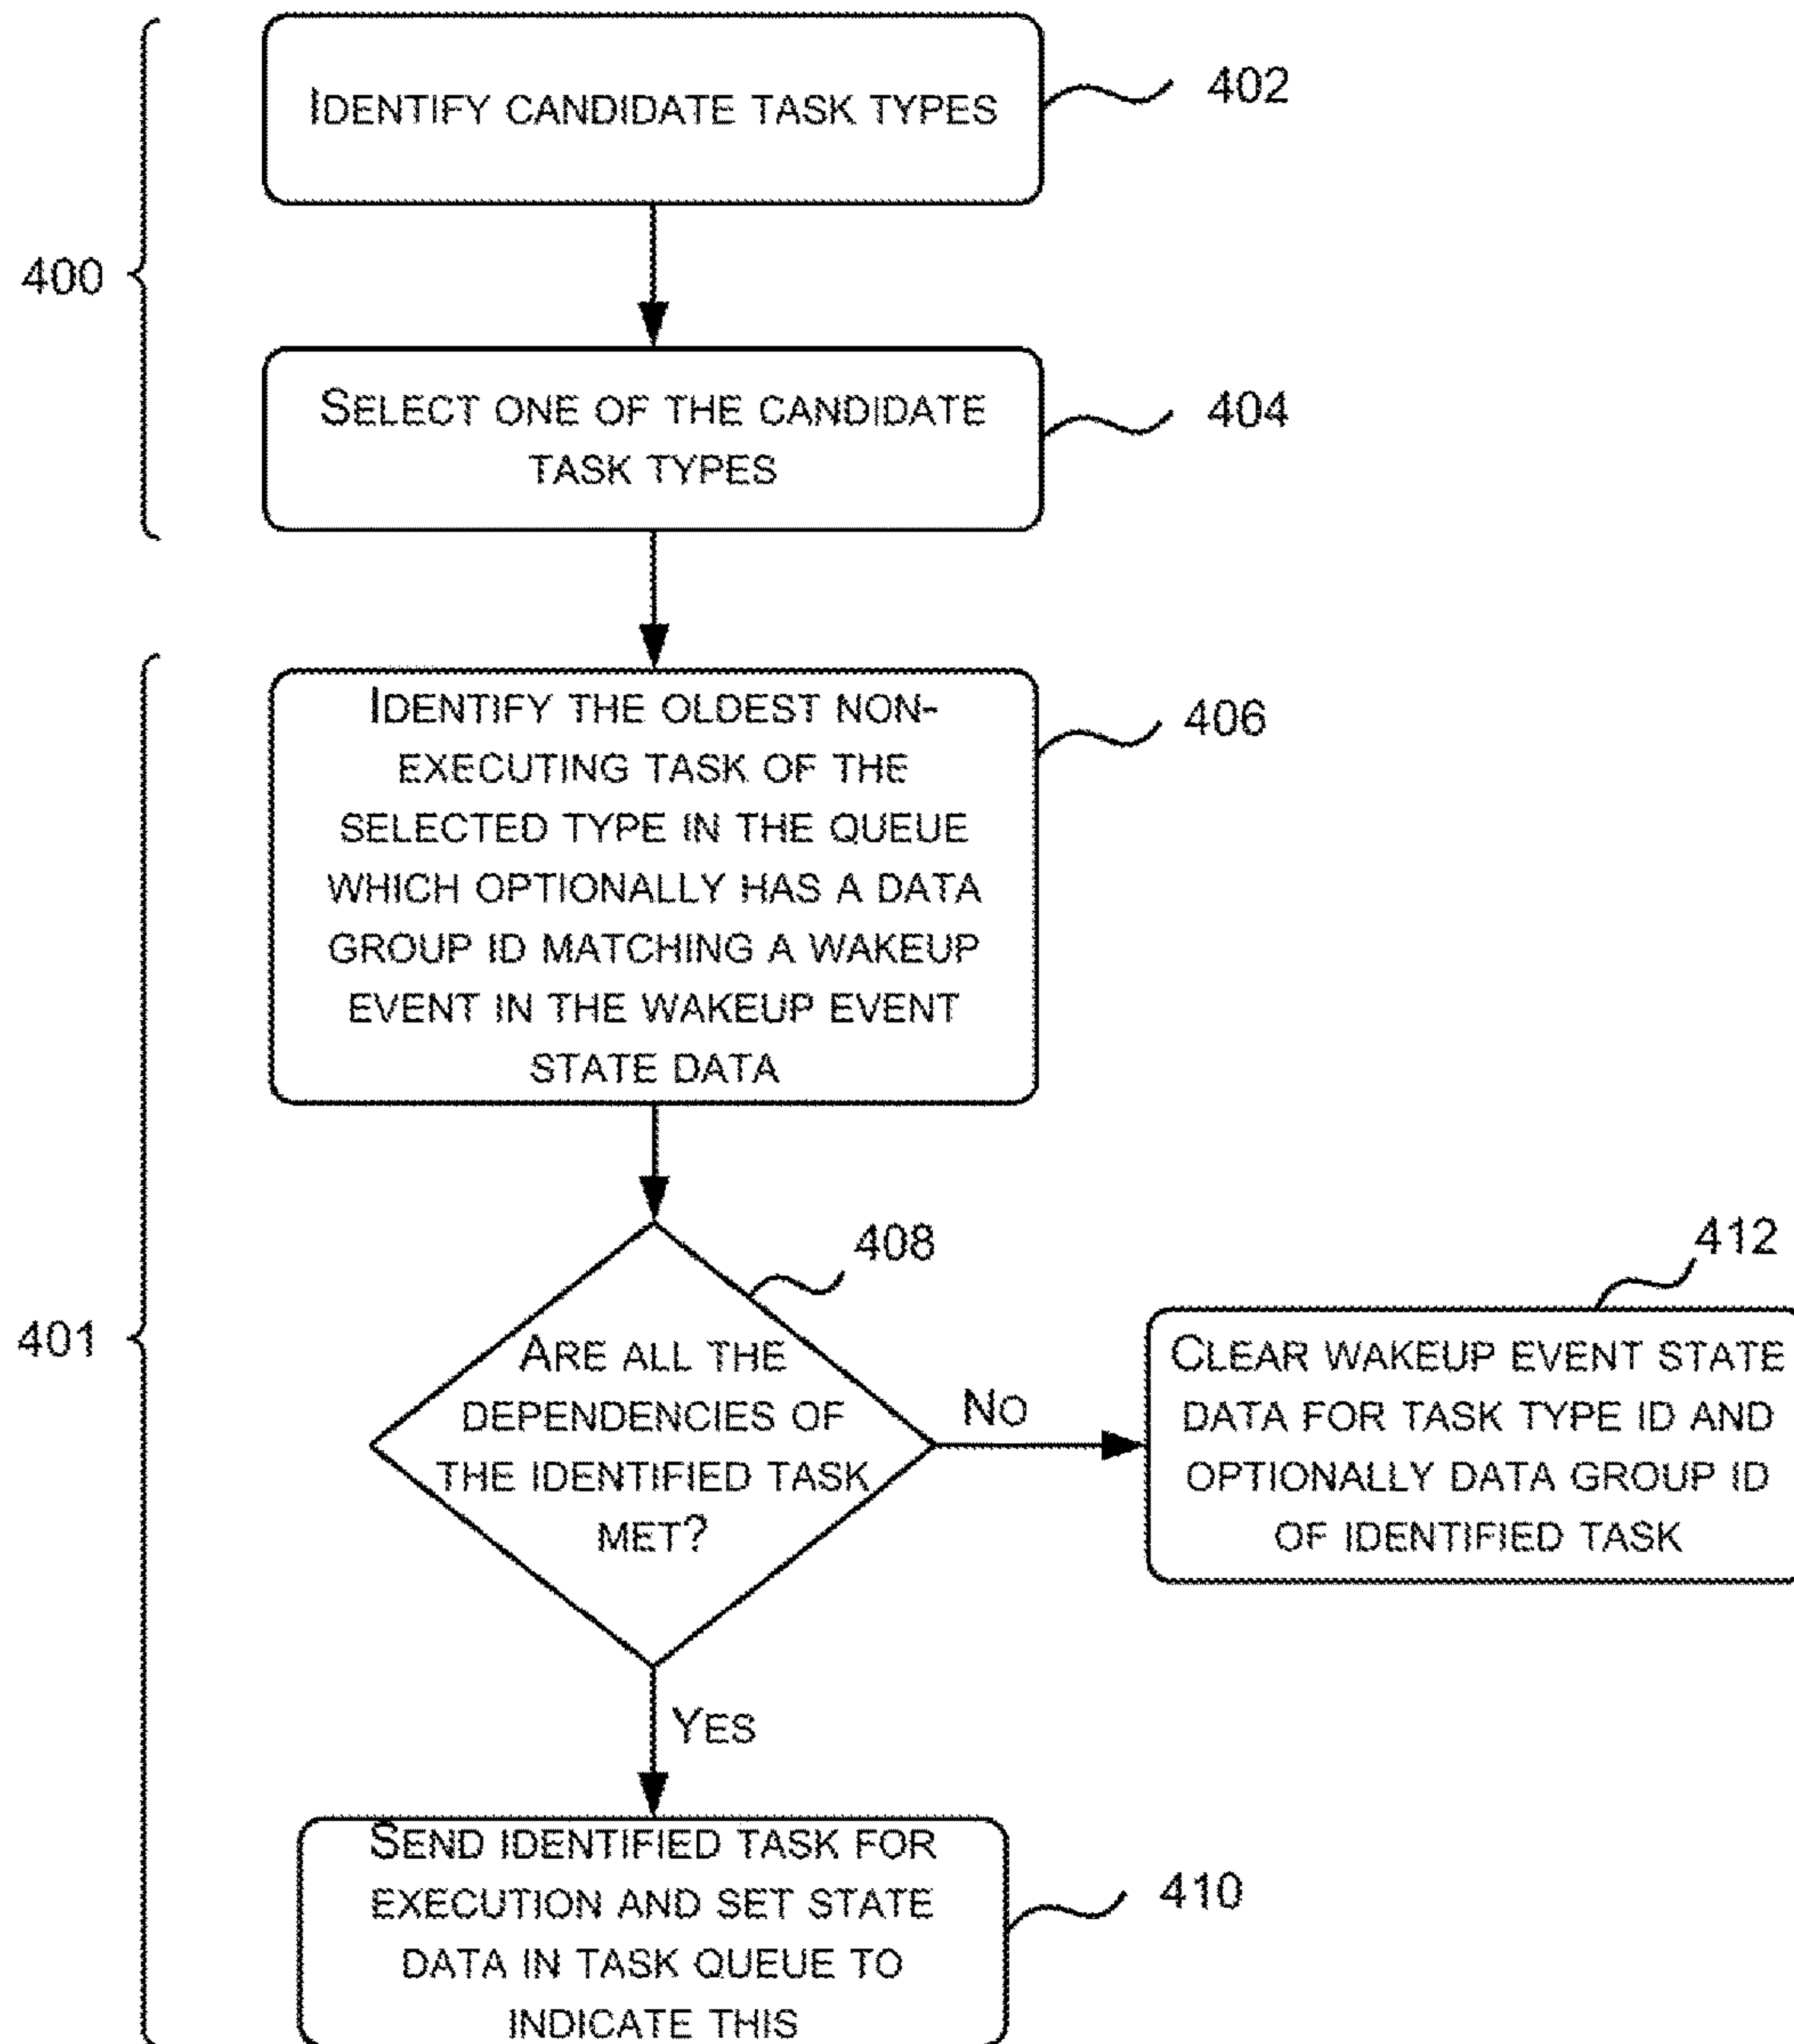 IDENTIFY CANDIDATE TASK TYPES
402
400
SELECT ONE OF THE CANDIDATE
TASK TYPES
404
IDENTIFY THE OLDEST NON-
EXECUTING TASK OF THE
SELECTED TYPE IN THE QUEUE
WHICH OPTIONALLY HAS A DATA
GROUP ID MATCHING A WAKEUP
EVENT IN THE WAKEUP EVENT
STATE DATA
406
401
408
ARE ALL THE
DEPENDENCIES OF
THE IDENTIFIED TASK
MET?
NO
412
CLEAR WAKEUP EVENT STATE
DATA FOR TASK TYPE ID AND
OPTIONALLY DATA GROUP ID
OF IDENTIFIED TASK
YES
SEND IDENTIFIED TASK FOR
EXECUTION AND SET STATE
DATA IN TASK QUEUE TO
INDICATE THIS
410